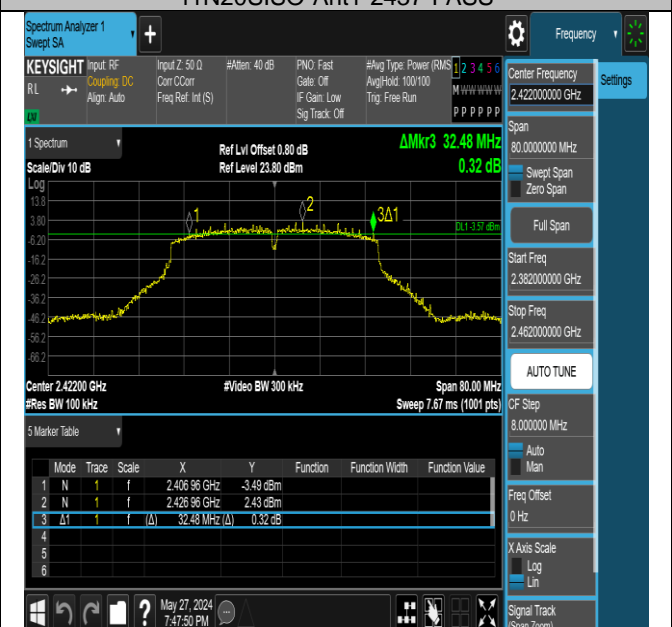 HN20SISO-Ant1-2437 PASS
Spectrum Analyzer 1
Swept SA
+
Frequency
KEYSIGHT
RL
LXI
Input: RF
Coupling: DC
Align: Auto
Input Z: 50 Ω
Corr CCorr
Freq Ref: Int (S)
#Atten: 40 dB
PNO: Fast
Gate: Off
IF Gain: Low
Sig Track: Off
#Avg Type: Power (RMS
Avg|Hold: 100/100
Trig: Free Run
1 2 3 4 5 6
M W W W W W
P P P P P P
Center Frequency
2.422000000 GHz
Settings
Span
80.0000000 MHz
Swept Span
Zero Span
Full Span
Start Freq
2.382000000 GHz
Stop Freq
2.462000000 GHz
AUTO TUNE
CF Step
8.000000 MHz
Auto
Man
Freq Offset
0 Hz
X Axis Scale
Log
Lin
Signal Track
(Span Zoom)
1 Spectrum
Scale/Div 10 dB
Ref Lvl Offset 0.80 dB
Ref Level 23.80 dBm
ΔMkr3 32.48 MHz
0.32 dB
Log
13.8
3.80
-6.20
-16.2
-26.2
-36.2
-46.2
-56.2
-66.2
1
2
3Δ1
DL1 -3.57 dBm
Center 2.42200 GHz
#Video BW 300 kHz
Span 80.00 MHz
#Res BW 100 kHz
Sweep 7.67 ms (1001 pts)
5 Marker Table
Mode Trace Scale X Y Function Function Width Function Value
1 N 1 f 2.406 96 GHz -3.49 dBm
2 N 1 f 2.426 96 GHz 2.43 dBm
3 Δ1 1 f (Δ) 32.48 MHz (Δ) 0.32 dB
4
5
6
?
May 27, 2024
7:47:50 PM